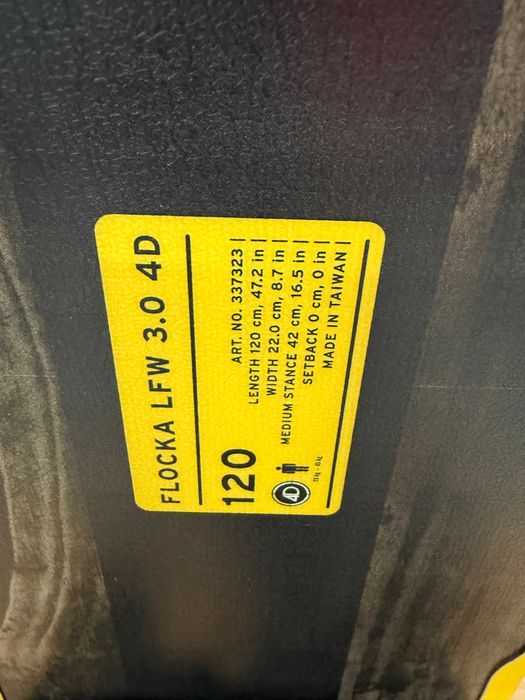 FLOCKA LFW 3.0 4D
120
ART. NO. 337323
LENGTH 120 cm, 47.2 in
WIDTH 22.0 cm, 8.7 in
MEDIUM STANCE 42 cm, 16.5 in
SETBACK 0 cm, 0 in
MADE IN TAIWAN
4D